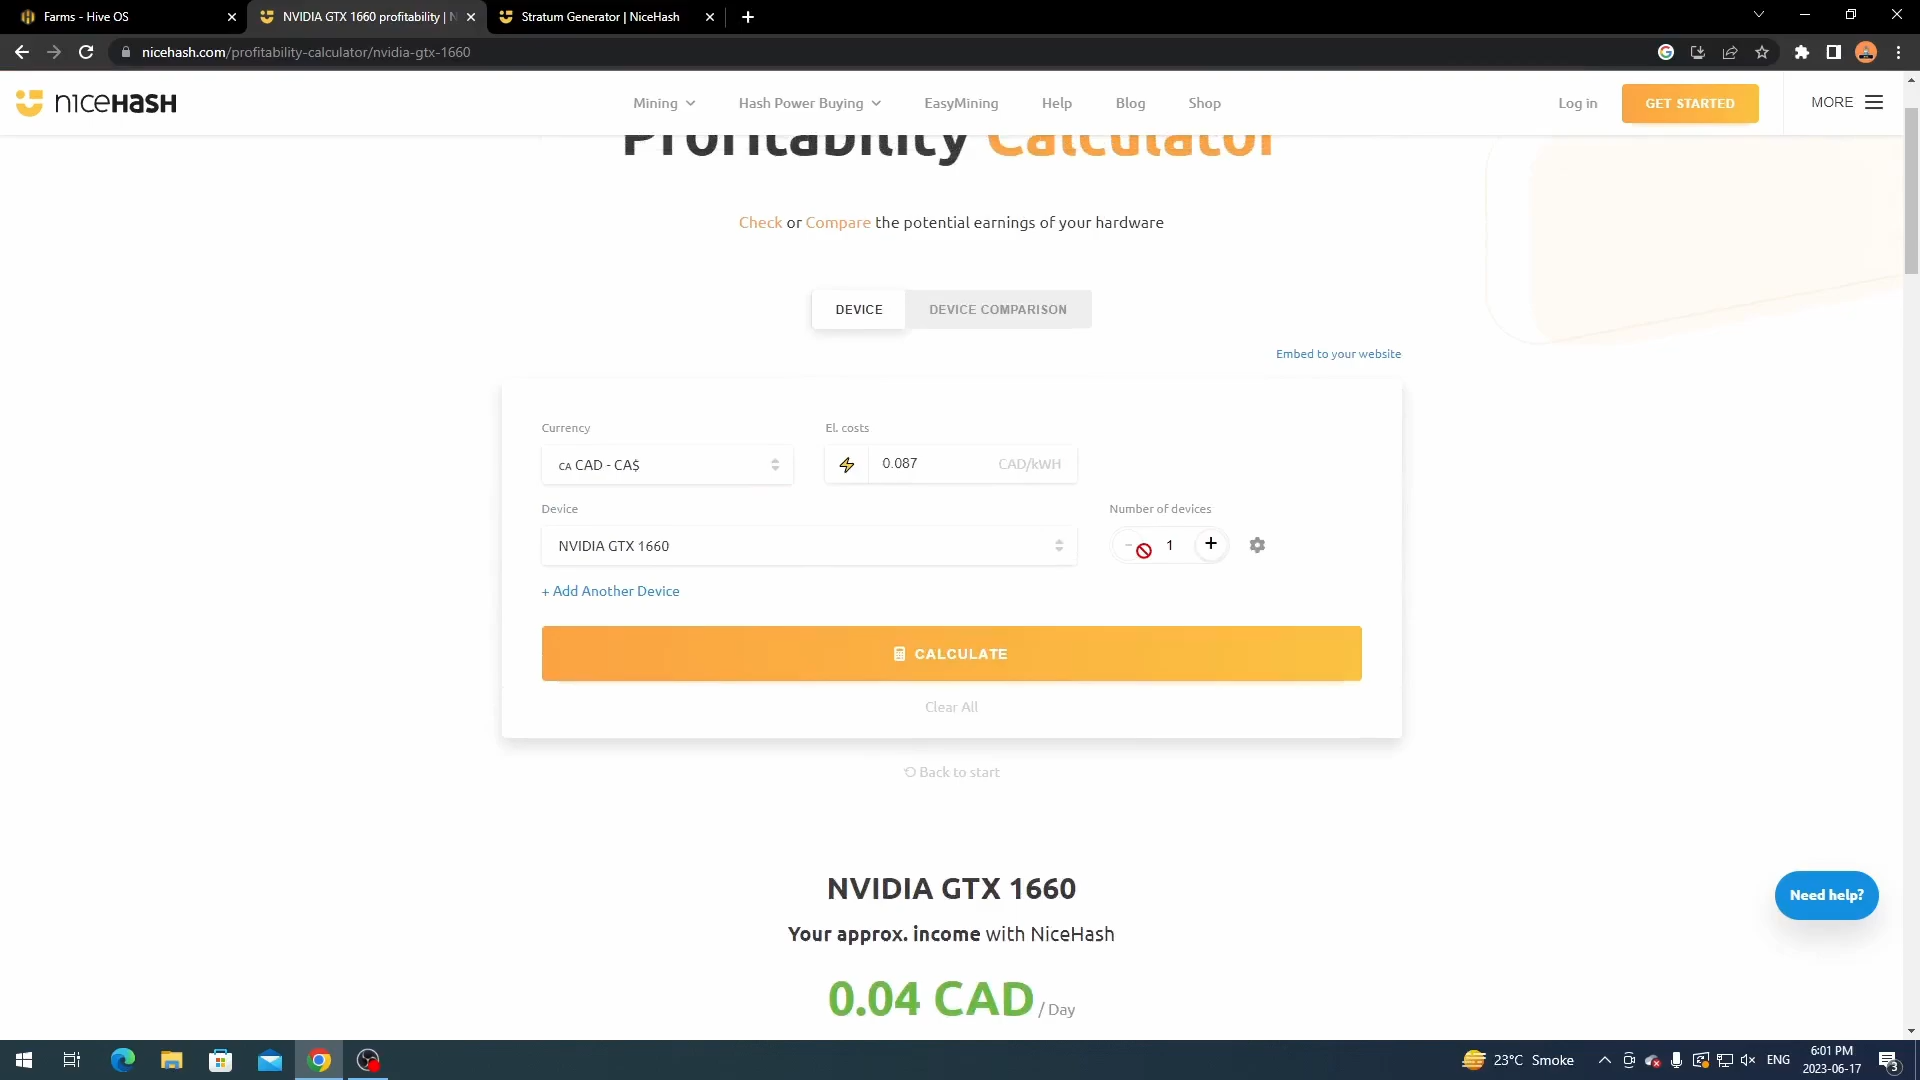 Farms - Hive OS
NVIDIA GTX 1660 profitability | N
Stratum Generator | NiceHash
nicehash.com/profitability-calculator/nvidia-gtx-1660
niceHASH
Mining
Hash Power Buying
EasyMining
Help
Blog
Shop
Log in
GET STARTED
MORE
Profitability Calculator
Check or Compare the potential earnings of your hardware
DEVICE
DEVICE COMPARISON
Embed to your website
Currency
El. costs
CA CAD - CA$
0.087
CAD/kWH
Device
Number of devices
NVIDIA GTX 1660
- 1 +
+ Add Another Device
CALCULATE
Clear All
Back to start
NVIDIA GTX 1660
Your approx. income with NiceHash
0.04 CAD / Day
Need help?
23°C Smoke
ENG
6:01 PM
2023-06-17
3